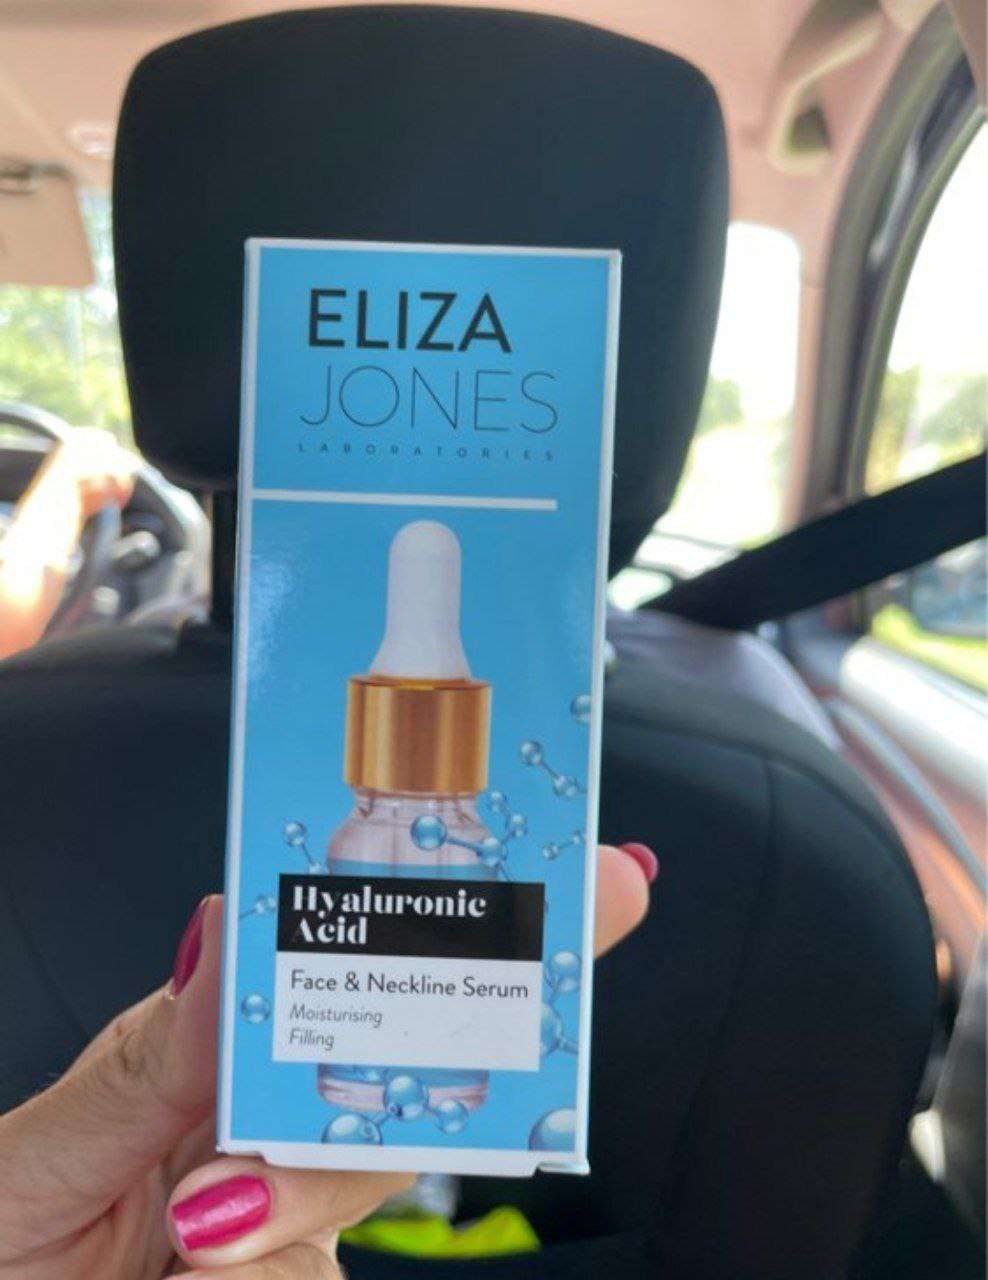 ELIZA
JONES
LABORATORIES
Hyaluronic
Acid
Face & Neckline Serum
Moisturising
Filling